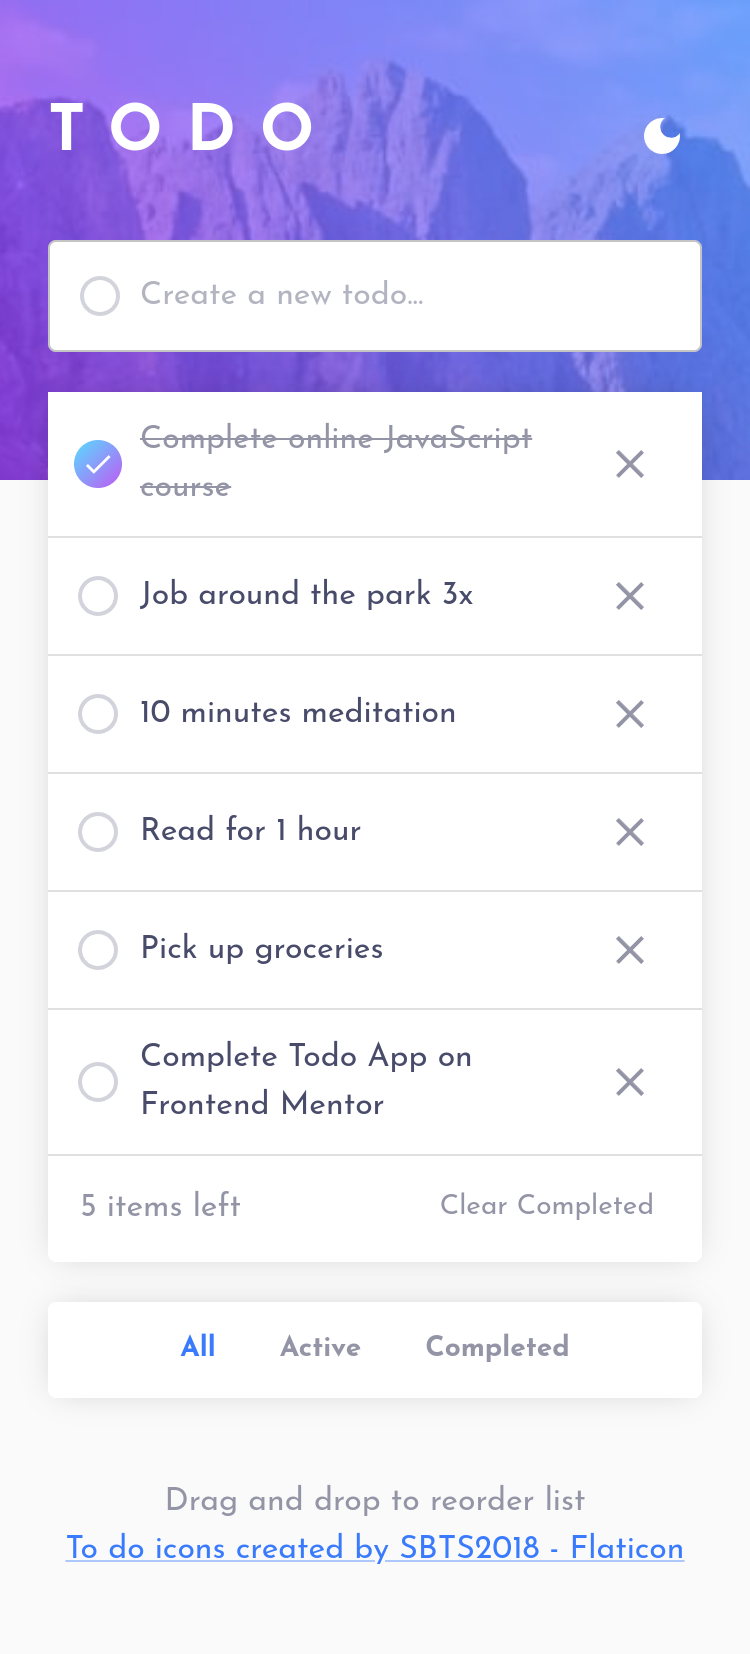 TODO
Create a new todo...
Complete online JavaScript
course
Job around the park 3x
10 minutes meditation
Read for 1 hour
Pick up groceries
Complete Todo App on
Frontend Mentor
5 items left
Clear Completed
All Active Completed
Drag and drop to reorder list
To do icons created by SBTS2018 - Flaticon